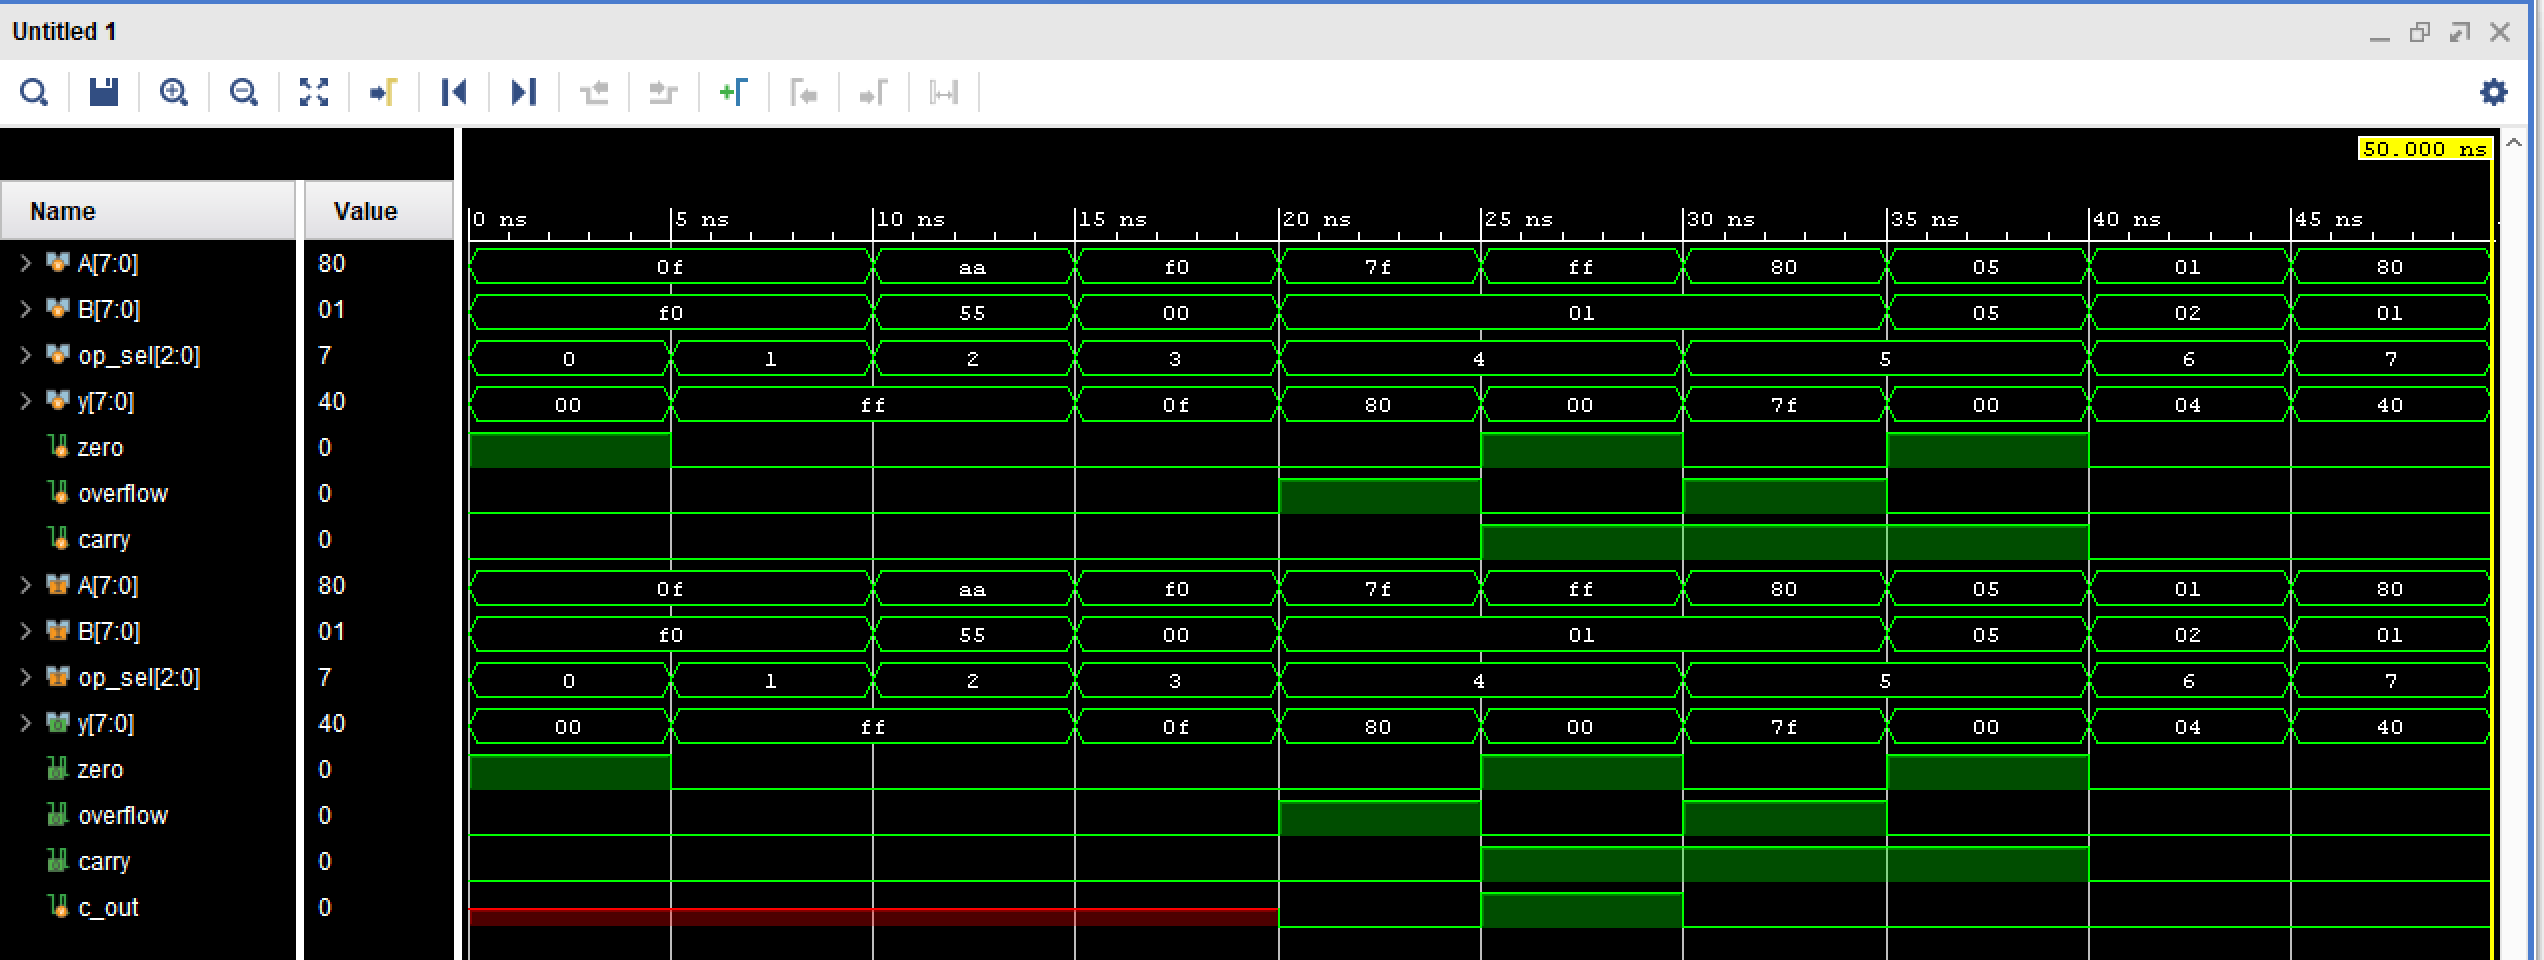 Untitled 1
50.000 ns
Name Value
0 ns 5 ns 10 ns 15 ns 20 ns 25 ns 30 ns 35 ns 40 ns 45 ns
A[7:0] 80 0f aa f0 7f ff 80 05 01 80
B[7:0] 01 f0 55 00 01 05 02 01
op_sel[2:0] 7 0 1 2 3 4 5 6 7
y[7:0] 40 00 ff 0f 80 00 7f 00 04 40
zero 0
overflow 0
carry 0
A[7:0] 80 0f aa f0 7f ff 80 05 01 80
B[7:0] 01 f0 55 00 01 05 02 01
op_sel[2:0] 7 0 1 2 3 4 5 6 7
y[7:0] 40 00 ff 0f 80 00 7f 00 04 40
zero 0
overflow 0
carry 0
c_out 0